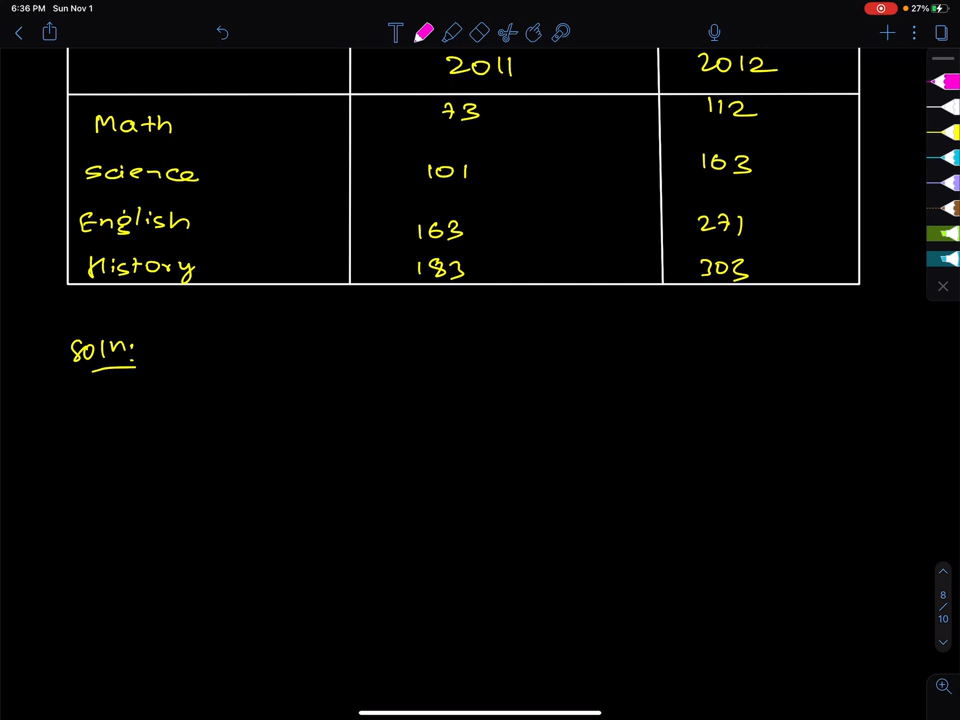 6:36 PM Sun Nov 1
27%
T
2011 2012
Math 73 112
Science 101 163
English 163 271
History 183 303
Soln:
8
/
10